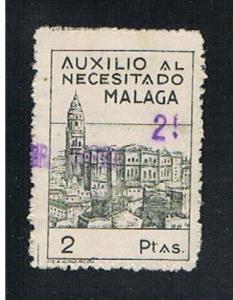 AUXILIO AL
NECESITADO
MALAGA
2
2 Ptas.